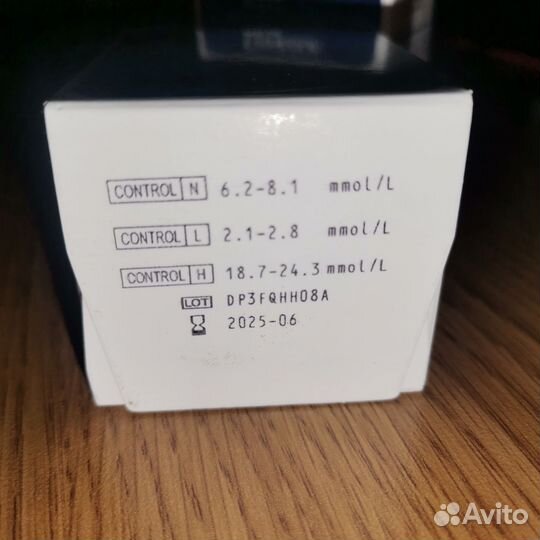 CONTROL N 6.2-8.1 mmol/L
CONTROL L 2.1-2.8 mmol/L
CONTROL H 18.7-24.3 mmol/L
LOT DP3FQHH08A
2025-06
Avito